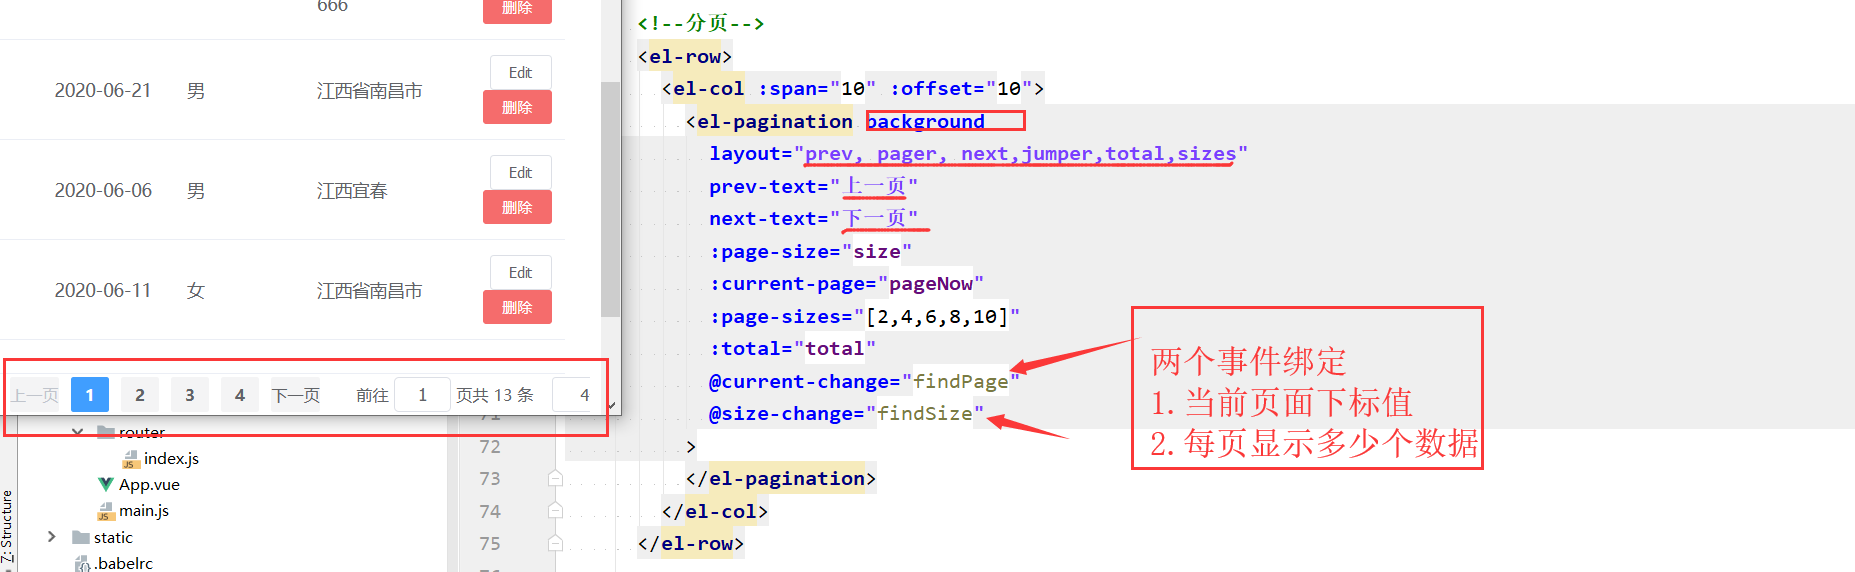 666
删除
2020-06-21 男 江西省南昌市 Edit
删除
2020-06-06 男 江西宜春 Edit
删除
2020-06-11 女 江西省南昌市 Edit
删除
上一页 1 2 3 4 下一页 前往 1 页共 13 条 4
router
index.js
App.vue
main.js
static
.babelrc
7: Structure
<!--分页-->
<el-row>
<el-col :span="10" :offset="10">
<el-pagination background
layout="prev, pager, next,jumper,total,sizes"
prev-text="上一页"
next-text="下一页"
:page-size="size"
:current-page="pageNow"
:page-sizes="[2,4,6,8,10]"
:total="total"
@current-change="findPage"
@size-change="findSize"
72 >
73 </el-pagination>
74 </el-col>
75 </el-row>
两个事件绑定
1.当前页面下标值
2.每页显示多少个数据